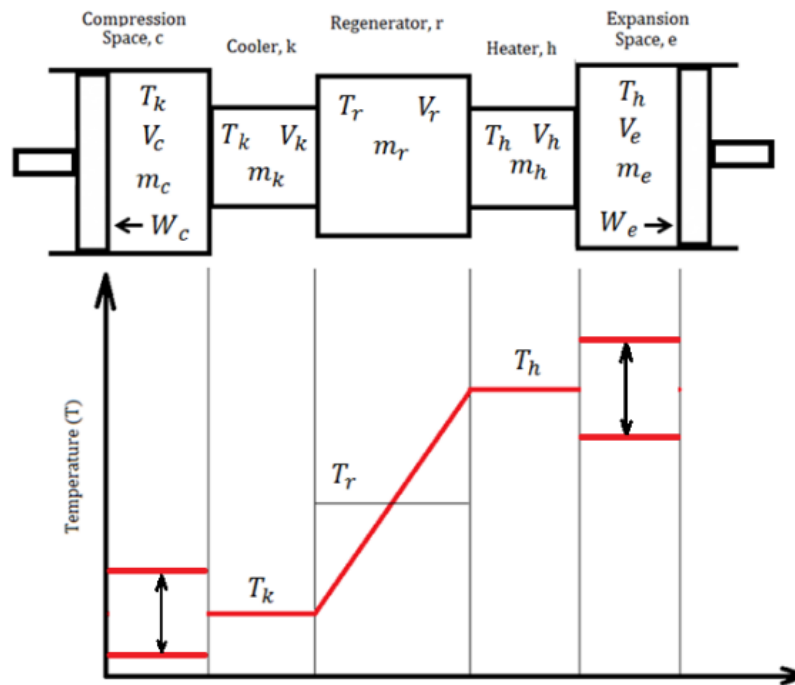 Compression
Space, c
Cooler, k
Regenerator, r
Heater, h
Expansion
Space, e
T_k
V_c
m_c
← W_c
T_k V_k
m_k
T_r V_r
m_r
T_h V_h
m_h
T_h
V_e
m_e
W_e →
Temperature (T)
T_k
T_r
T_h